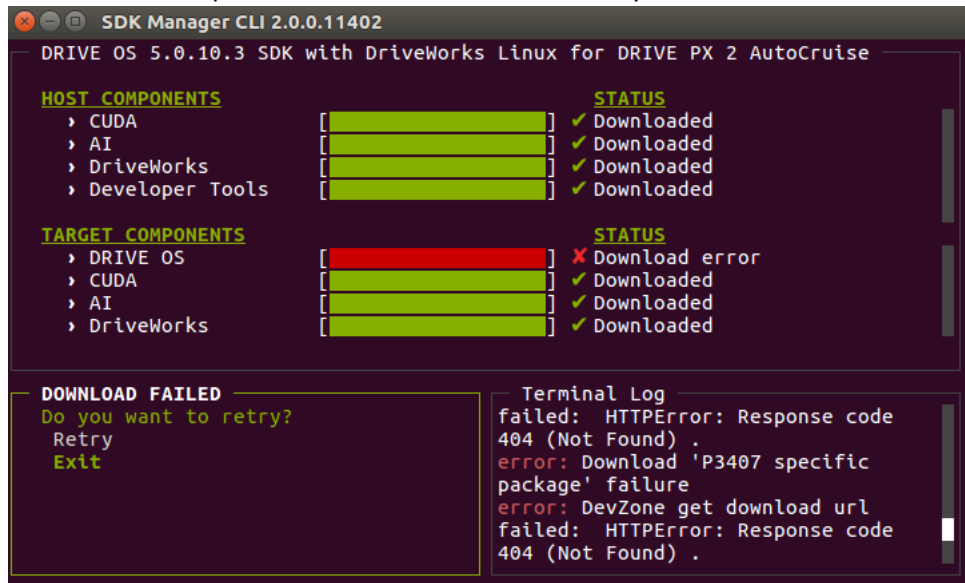 SDK Manager CLI 2.0.0.11402
DRIVE OS 5.0.10.3 SDK with DriveWorks Linux for DRIVE PX 2 AutoCruise
HOST COMPONENTS STATUS
› CUDA [ ] ✔ Downloaded
› AI [ ] ✔ Downloaded
› DriveWorks [ ] ✔ Downloaded
› Developer Tools [ ] ✔ Downloaded
TARGET COMPONENTS STATUS
› DRIVE OS [ ] ✘ Download error
› CUDA [ ] ✔ Downloaded
› AI [ ] ✔ Downloaded
› DriveWorks [ ] ✔ Downloaded
DOWNLOAD FAILED
Do you want to retry?
Retry
Exit
Terminal Log
failed: HTTPError: Response code
404 (Not Found) .
error: Download 'P3407 specific
package' failure
error: DevZone get download url
failed: HTTPError: Response code
404 (Not Found) .